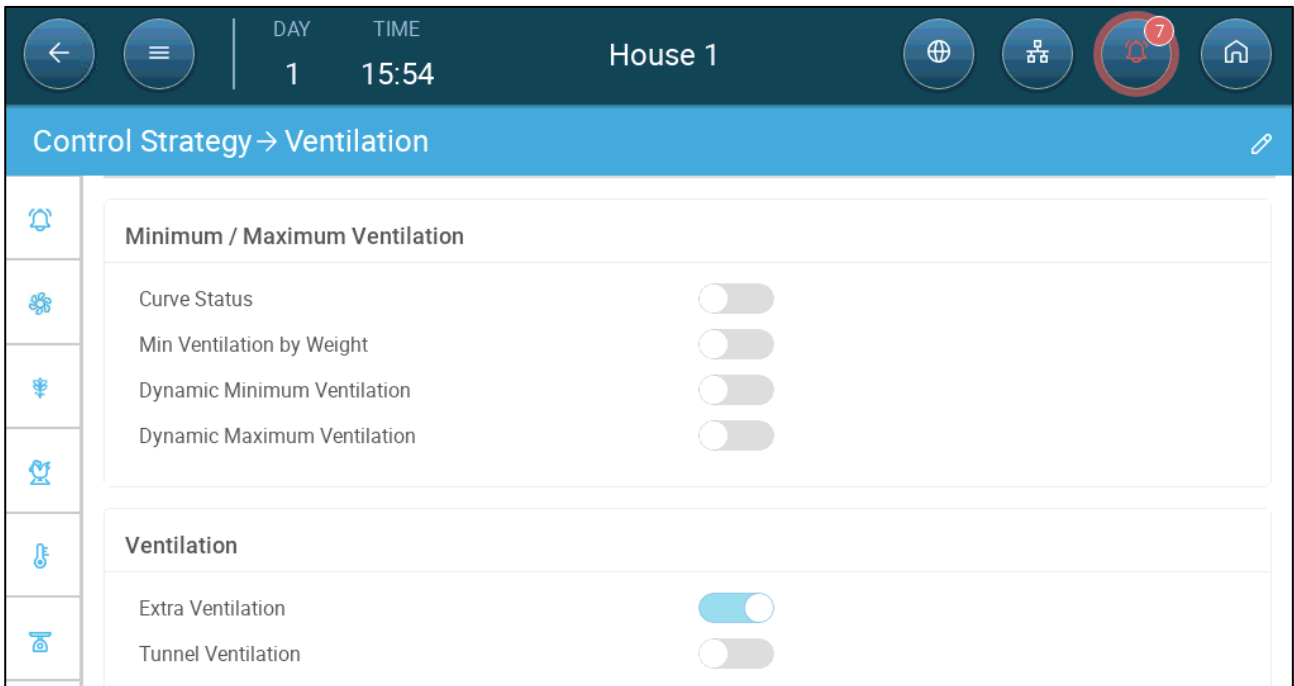 DAY TIME
1 15:54
House 1
7
Control Strategy → Ventilation
Minimum / Maximum Ventilation
Curve Status
Min Ventilation by Weight
Dynamic Minimum Ventilation
Dynamic Maximum Ventilation
Ventilation
Extra Ventilation
Tunnel Ventilation